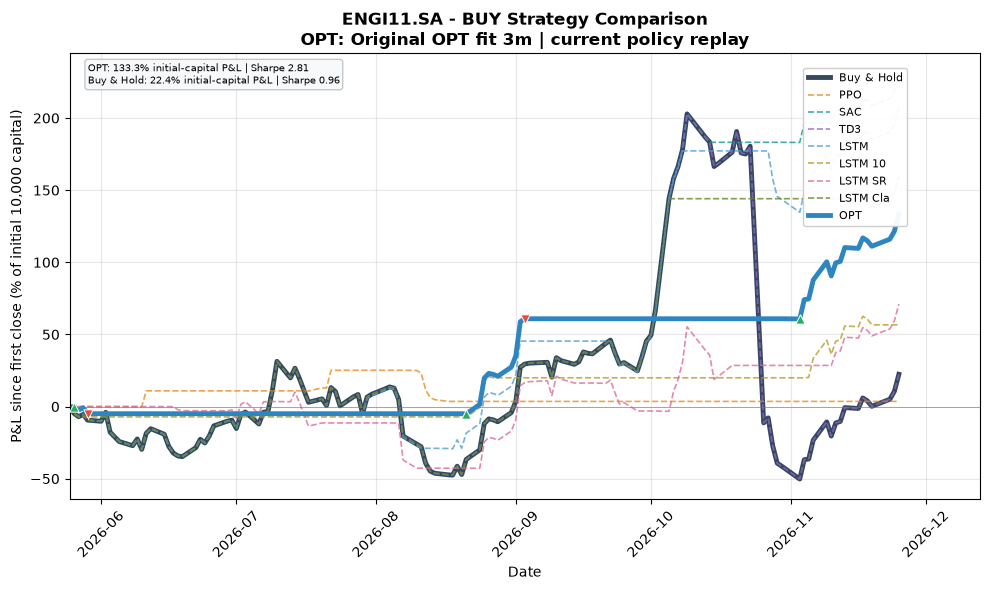 ENGI11.SA - BUY Strategy Comparison
OPT: Original OPT fit 3m | current policy replay
OPT: 133.3% initial-capital P&L | Sharpe 2.81
Buy & Hold: 22.4% initial-capital P&L | Sharpe 0.96
Buy & Hold
PPO
SAC
TD3
LSTM
LSTM 10
LSTM SR
LSTM Cla
OPT
P&L since first close (% of initial 10,000 capital)
200
150
100
50
0
−50
2026-06
2026-07
2026-08
2026-09
2026-10
2026-11
2026-12
Date